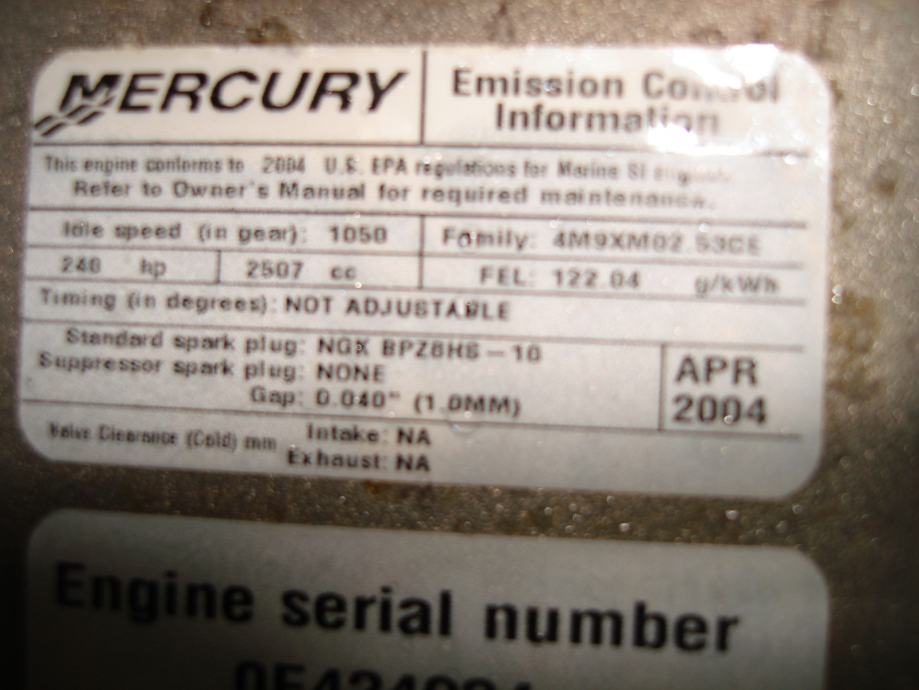 MERCURY
Emission Control
Information
This engine conforms to 2004 U.S. EPA regulations for Marine SI
Refer to Owner's Manual for required maintenance.
Idle speed (in gear): 1050
Family: 4M9XM02.53CE
240 hp 2507 cc
FEL: 122.04 g/kWh
Timing (in degrees): NOT ADJUSTABLE
Standard spark plug: NGK BPZ8HS - 10
Suppressor spark plug: NONE
Gap: 0.040" (1.0MM)
APR
2004
Valve Clearance (Cold) mm
Intake: NA
Exhaust: NA
Engine serial number